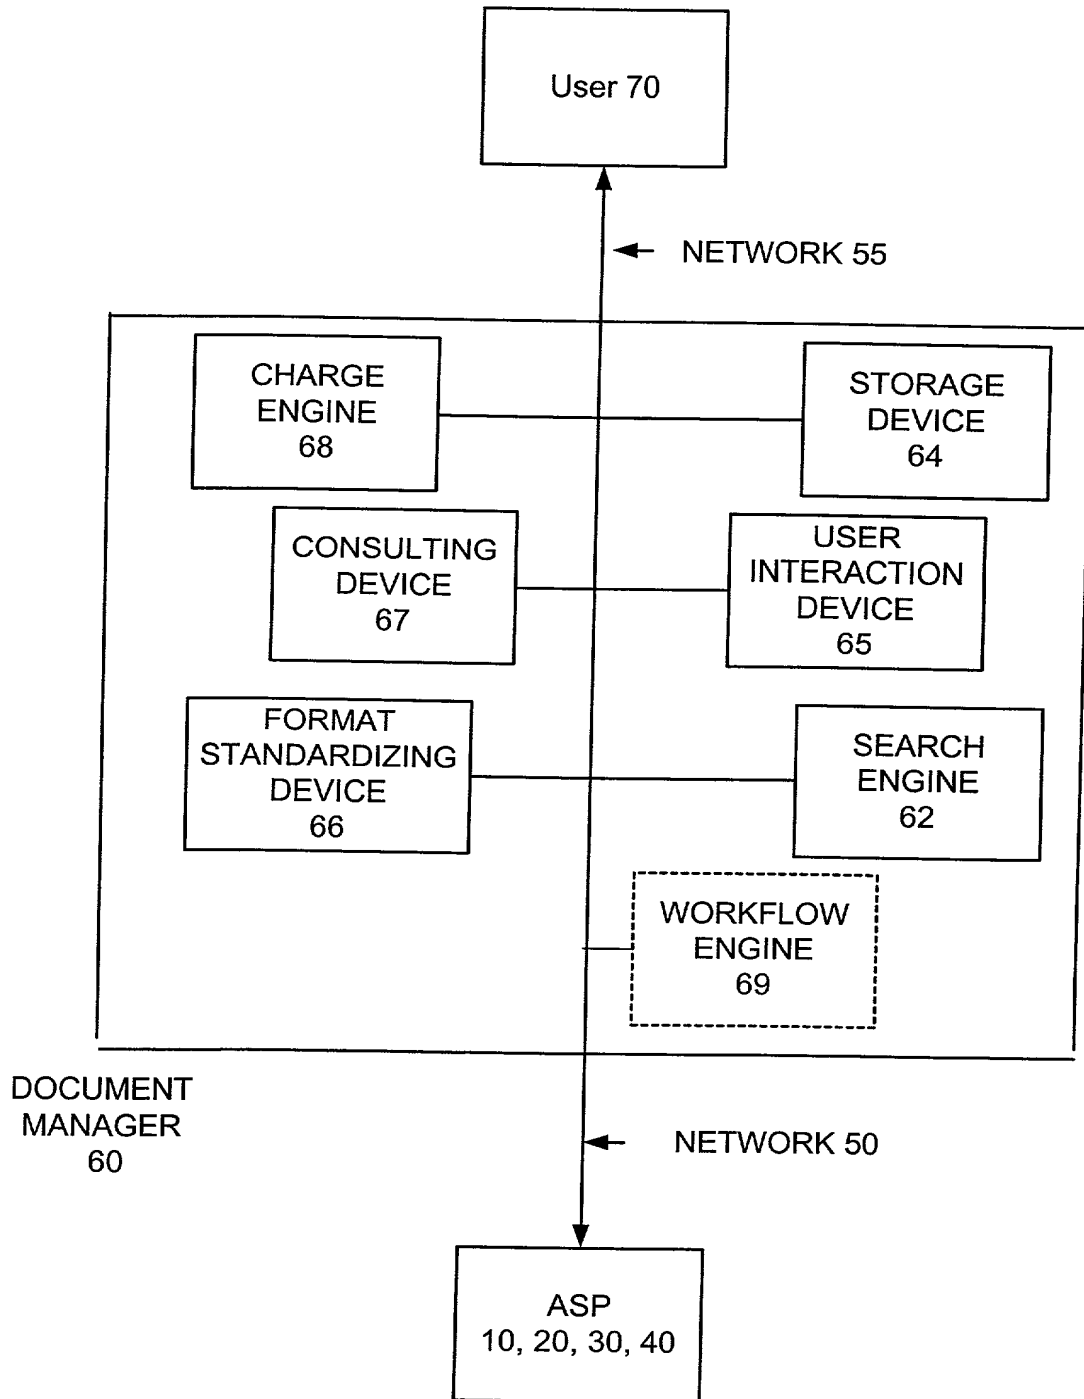 User 70
NETWORK 55
CHARGE
ENGINE
68
STORAGE
DEVICE
64
CONSULTING
DEVICE
67
USER
INTERACTION
DEVICE
65
FORMAT
STANDARDIZING
DEVICE
66
SEARCH
ENGINE
62
WORKFLOW
ENGINE
69
DOCUMENT
MANAGER
60
NETWORK 50
ASP
10, 20, 30, 40